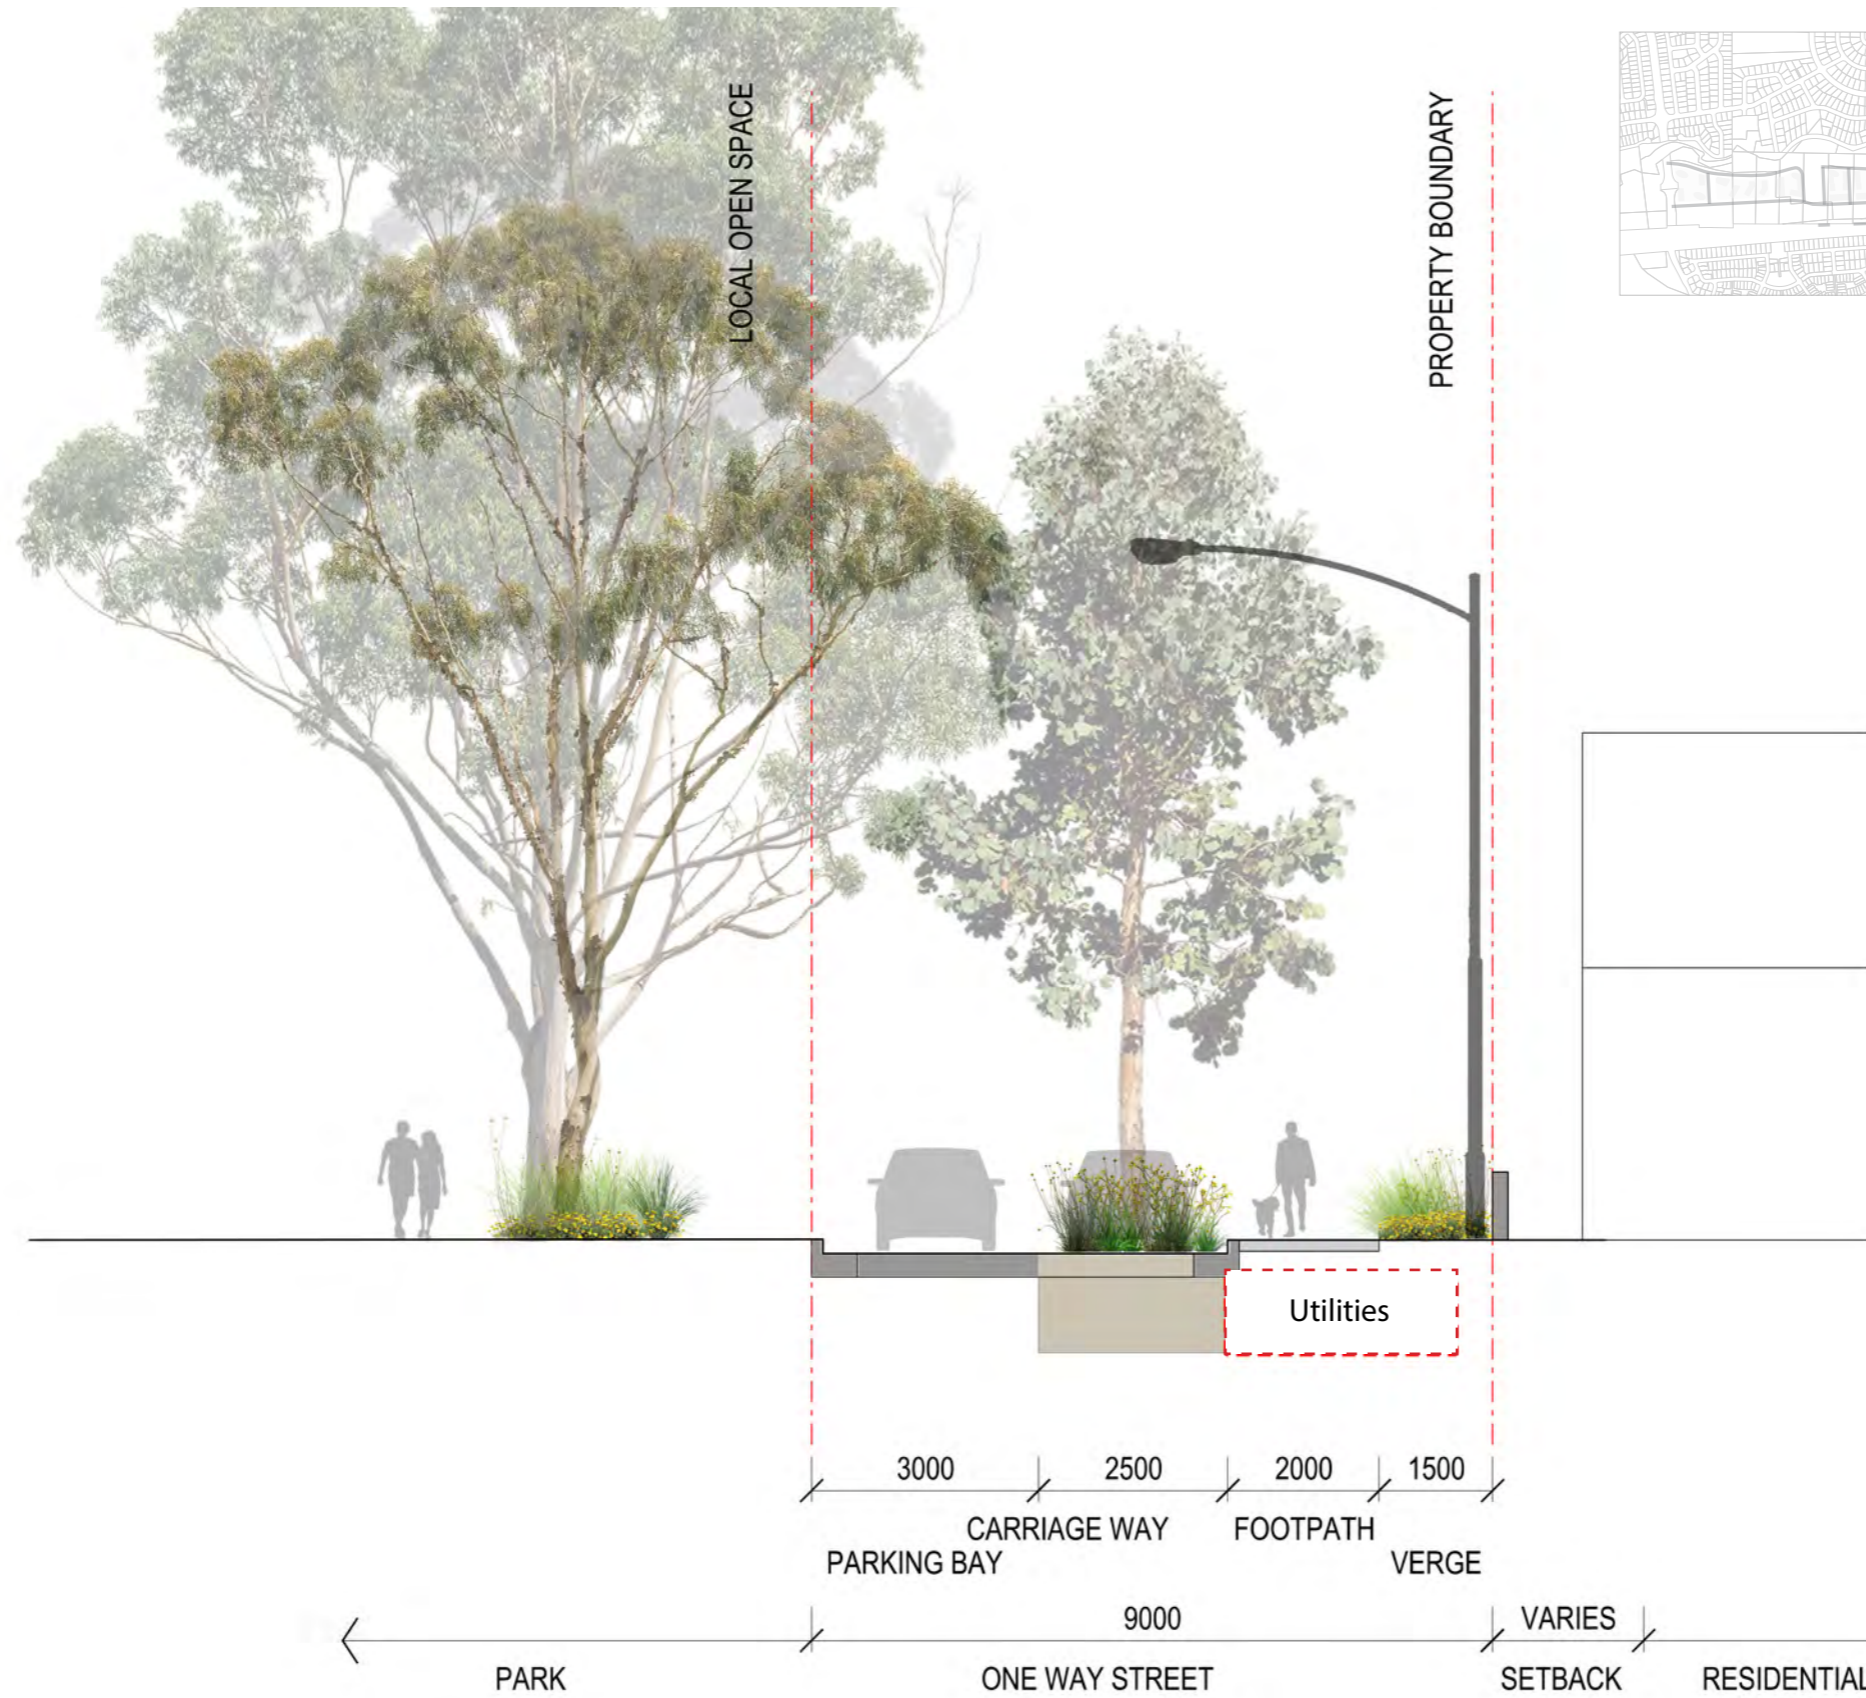 LOCAL OPEN SPACE
PROPERTY BOUNDARY
Utilities
3000 2500 2000 1500
CARRIAGE WAY FOOTPATH
PARKING BAY VERGE
9000 VARIES
PARK ONE WAY STREET SETBACK RESIDENTIAL